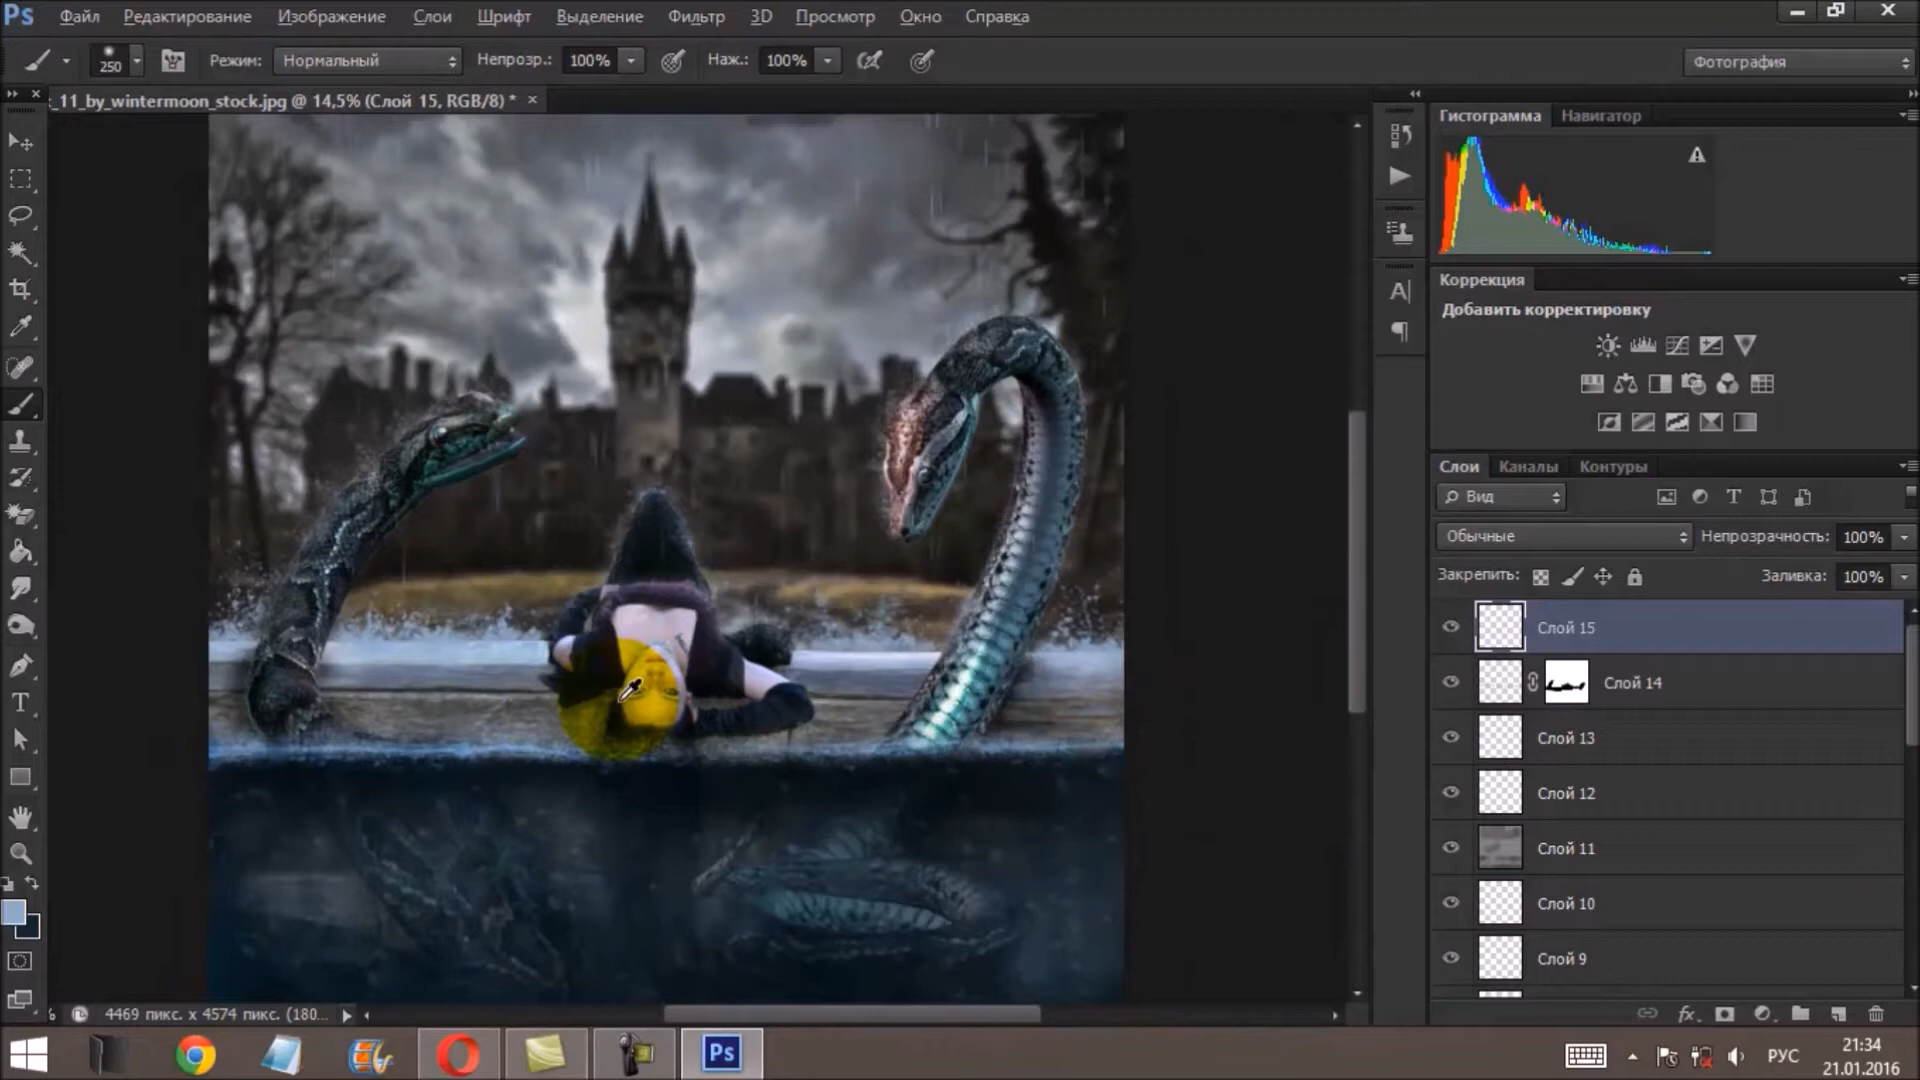 Ps Файл Редактирование Изображение Слои Шрифт Выделение Фильтр 3D Просмотр Окно Справка
250 Режим: Нормальный Непрозр.: 100% Наж.: 100% Фотография
_11_by_wintermoon_stock.jpg @ 14,5% (Слой 15, RGB/8) *
Гистограмма Навигатор
Коррекция
Добавить корректировку
Слои Каналы Контуры
Вид
Обычные Непрозрачность: 100%
Закрепить: Заливка: 100%
Слой 15
Слой 14
Слой 13
Слой 12
Слой 11
Слой 10
Слой 9
4469 пикс. x 4574 пикс. (180...
Ps РУС 21:34
21.01.2016